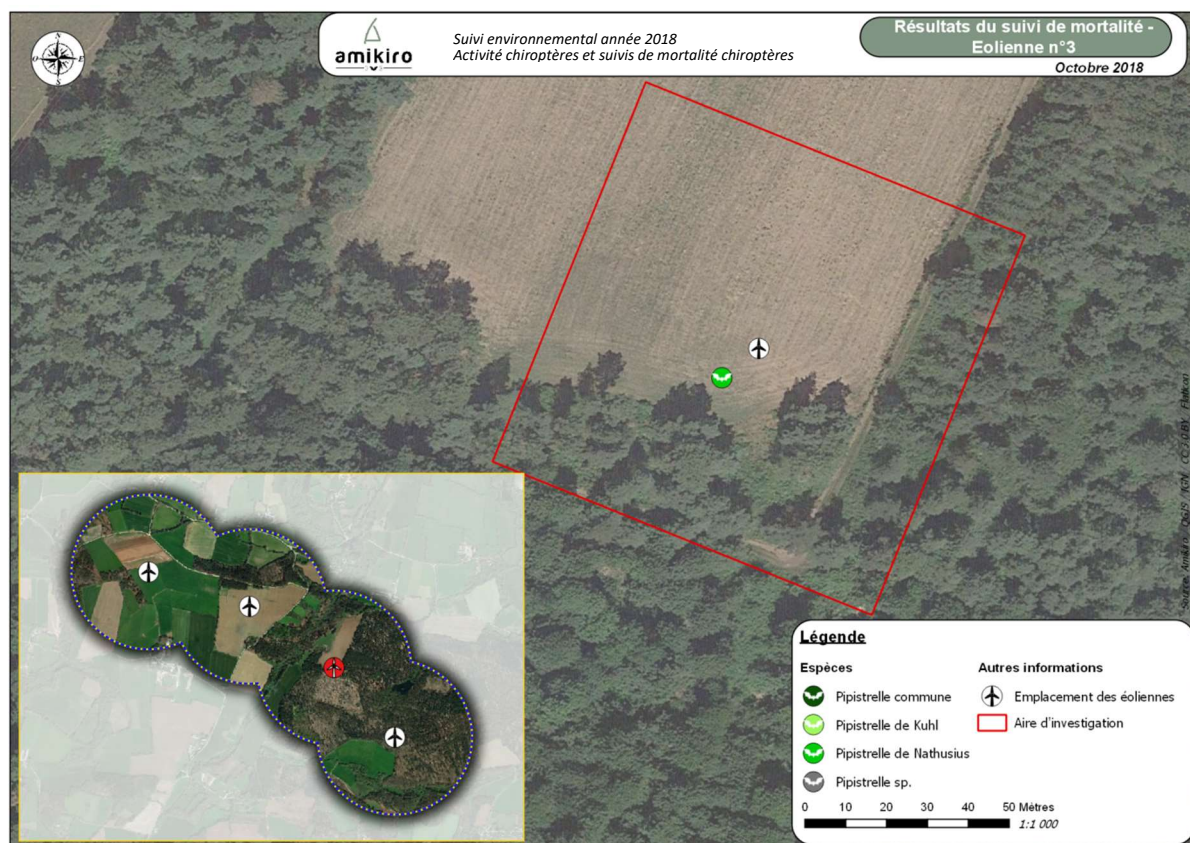 amikiro
Suivi environnemental année 2018
Activité chiroptères et suivis de mortalité chiroptères
Résultats du suivi de mortalité -
Eolienne n°3
Octobre 2018
N
O
E
S
Légende
Espèces
Pipistrelle commune
Pipistrelle de Kuhl
Pipistrelle de Nathusius
Pipistrelle sp.
Autres informations
Emplacement des éoliennes
Aire d'investigation
0 10 20 30 40 50 Mètres
1:1 000